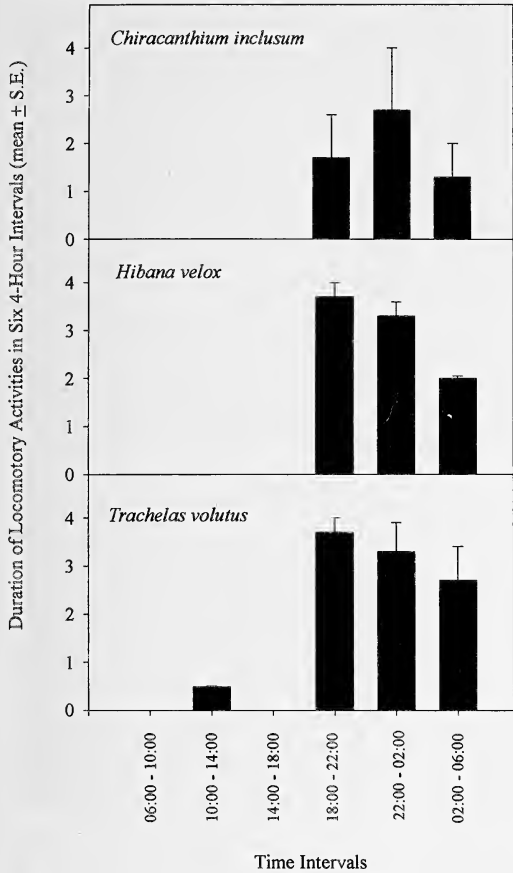 Duration of Locomotory Activities in Six 4-Hour Intervals (mean ± S.E.)
Chiracanthium inclusum
4
3
2
1
0
Hibana velox
4
3
2
1
0
Trachelas volutus
4
3
2
1
0
06:00 - 10:00
10:00 - 14:00
14:00 - 18:00
18:00 - 22:00
22:00 - 02:00
02:00 - 06:00
Time Intervals